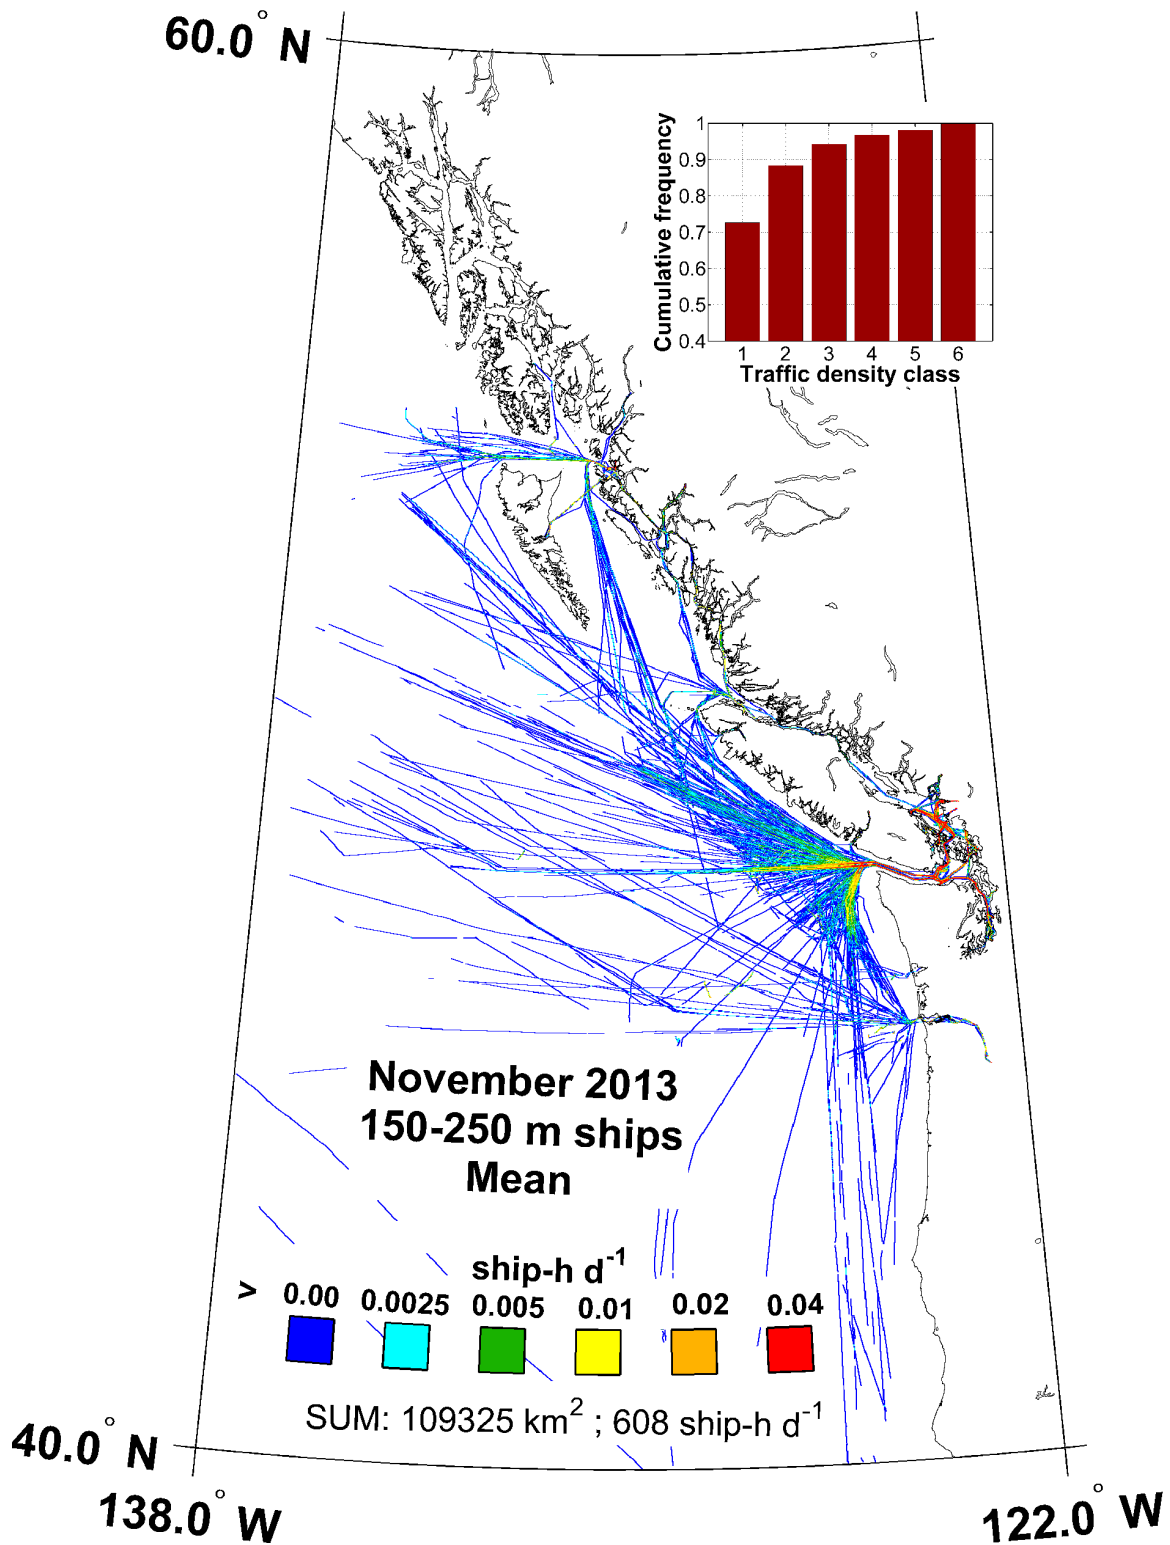 60.0° N
Cumulative frequency
1
0.9
0.8
0.7
0.6
0.5
0.4
1 2 3 4 5 6
Traffic density class
November 2013
150-250 m ships
Mean
ship-h d⁻¹
> 0.00 0.0025 0.005 0.01 0.02 0.04
SUM: 109325 km² ; 608 ship-h d⁻¹
40.0° N
138.0° W
122.0° W